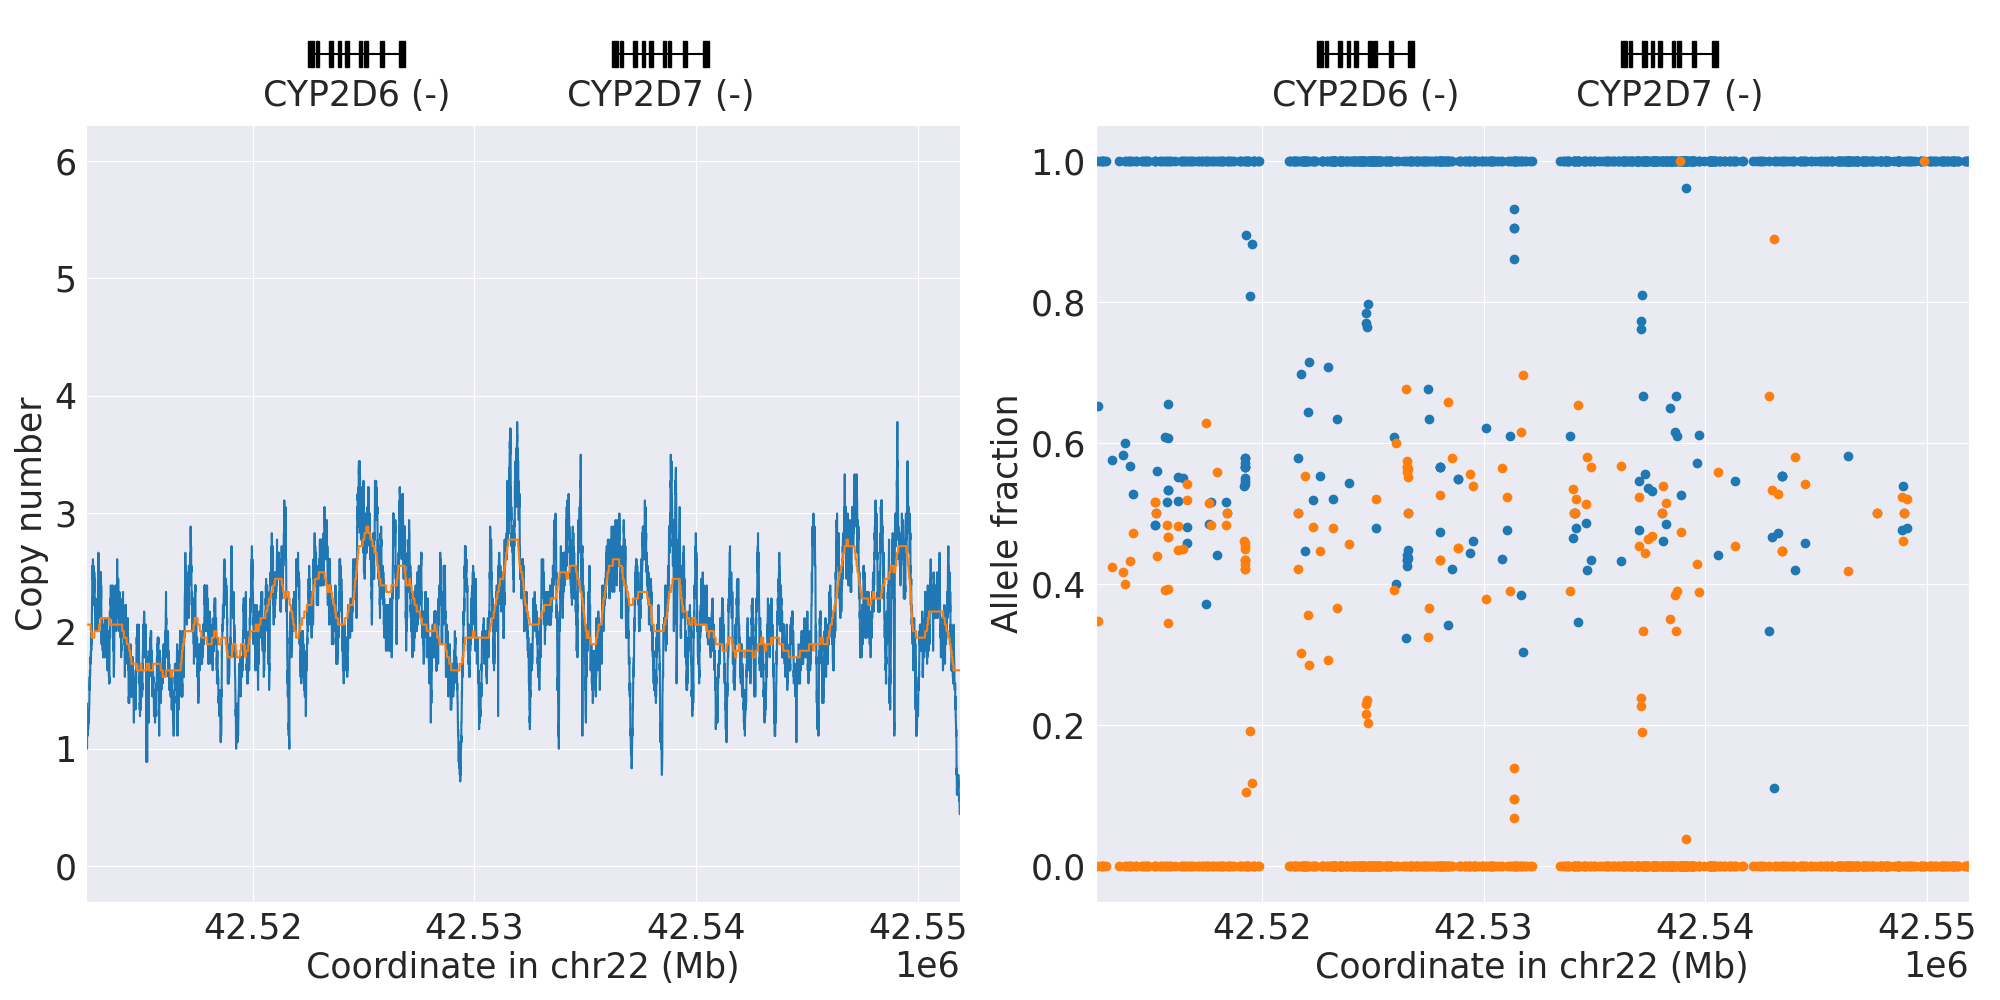 CYP2D6 (-)
CYP2D7 (-)
6
5
4
3
2
1
0
Copy number
42.52
42.53
42.54
42.55
Coordinate in chr22 (Mb)
1e6
CYP2D6 (-)
CYP2D7 (-)
1.0
0.8
0.6
0.4
0.2
0.0
Allele fraction
42.52
42.53
42.54
42.55
Coordinate in chr22 (Mb)
1e6